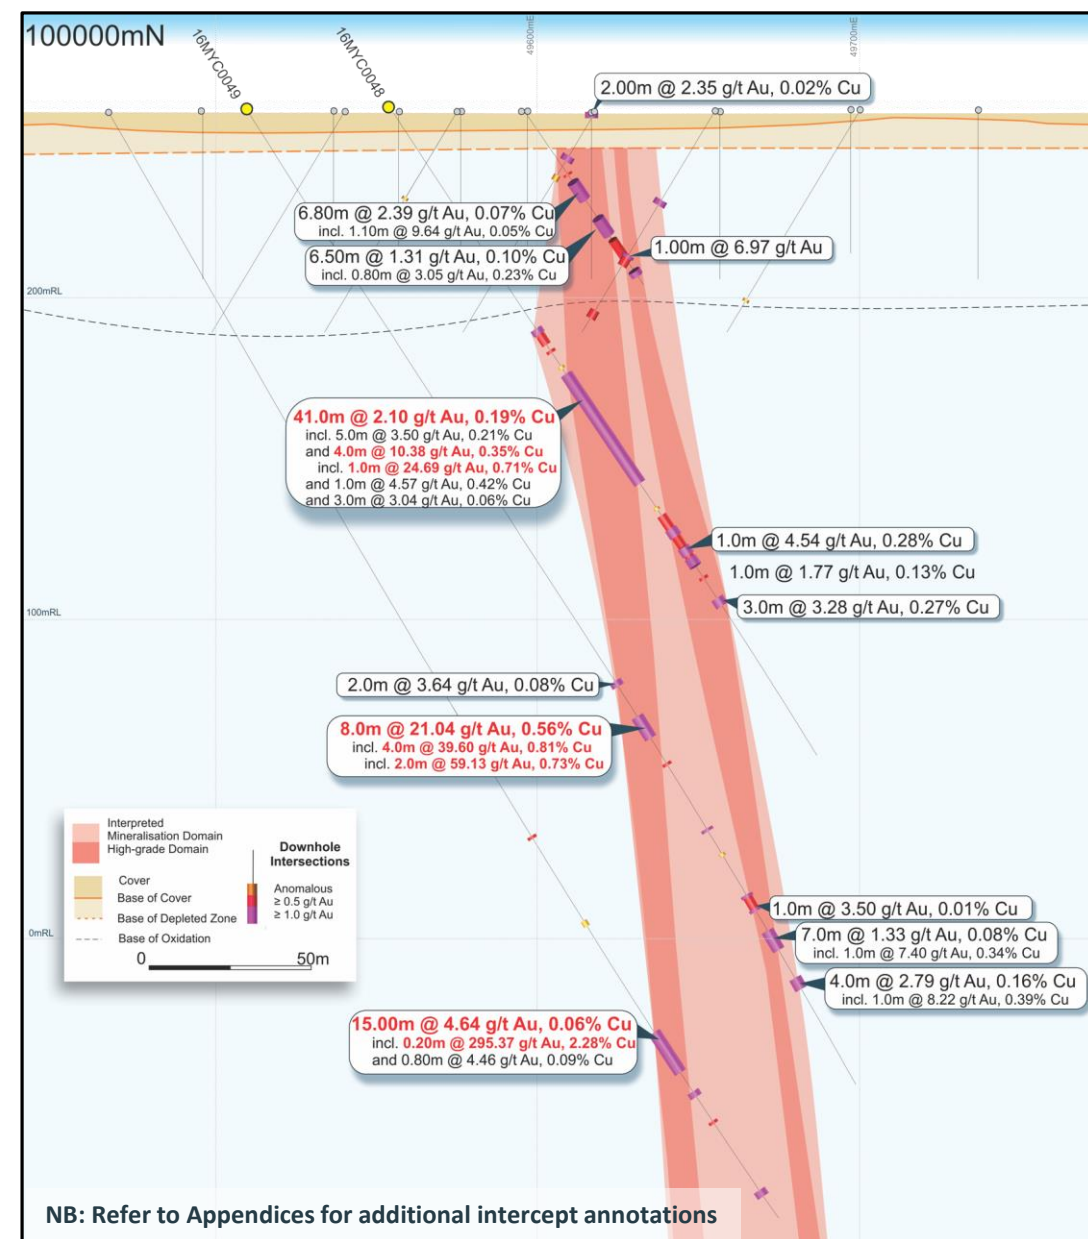 100000mN
16MYC0049
16MYC0048
49600mE
49700mE
2.00m @ 2.35 g/t Au, 0.02% Cu
6.80m @ 2.39 g/t Au, 0.07% Cu
incl. 1.10m @ 9.64 g/t Au, 0.05% Cu
6.50m @ 1.31 g/t Au, 0.10% Cu
incl. 0.80m @ 3.05 g/t Au, 0.23% Cu
1.00m @ 6.97 g/t Au
200mRL
41.0m @ 2.10 g/t Au, 0.19% Cu
incl. 5.0m @ 3.50 g/t Au, 0.21% Cu
and 4.0m @ 10.38 g/t Au, 0.35% Cu
incl. 1.0m @ 24.69 g/t Au, 0.71% Cu
and 1.0m @ 4.57 g/t Au, 0.42% Cu
and 3.0m @ 3.04 g/t Au, 0.06% Cu
1.0m @ 4.54 g/t Au, 0.28% Cu
1.0m @ 1.77 g/t Au, 0.13% Cu
3.0m @ 3.28 g/t Au, 0.27% Cu
100mRL
2.0m @ 3.64 g/t Au, 0.08% Cu
8.0m @ 21.04 g/t Au, 0.56% Cu
incl. 4.0m @ 39.60 g/t Au, 0.81% Cu
incl. 2.0m @ 59.13 g/t Au, 0.73% Cu
Interpreted
Mineralisation Domain
High-grade Domain
Cover
Base of Cover
Base of Depleted Zone
Base of Oxidation
Downhole
Intersections
Anomalous
≥ 0.5 g/t Au
≥ 1.0 g/t Au
0 50m
1.0m @ 3.50 g/t Au, 0.01% Cu
7.0m @ 1.33 g/t Au, 0.08% Cu
incl. 1.0m @ 7.40 g/t Au, 0.34% Cu
0mRL
4.0m @ 2.79 g/t Au, 0.16% Cu
incl. 1.0m @ 8.22 g/t Au, 0.39% Cu
15.00m @ 4.64 g/t Au, 0.06% Cu
incl. 0.20m @ 295.37 g/t Au, 2.28% Cu
and 0.80m @ 4.46 g/t Au, 0.09% Cu
NB: Refer to Appendices for additional intercept annotations